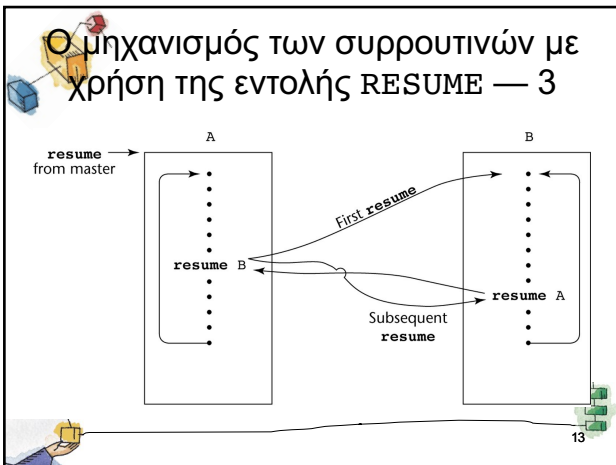 Ο μηχανισμός των συρρουτινών με
χρήση της εντολής RESUME — 3
A
B
resume
from master
First resume
resume B
resume A
Subsequent
resume
13